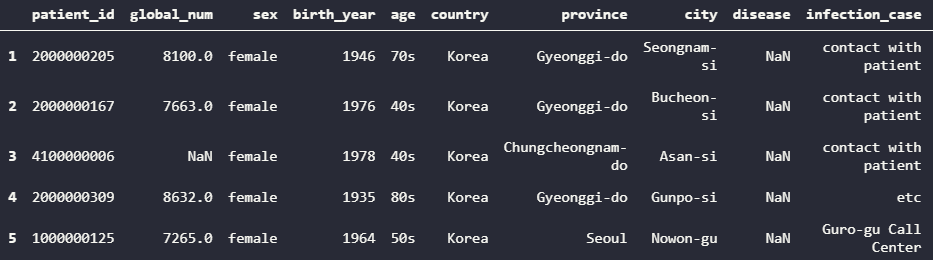 patient_id global_num sex birth_year age country province city disease infection_case
1 2000000205 8100.0 female 1946 70s Korea Gyeonggi-do Seongnam-si NaN contact with patient
2 2000000167 7663.0 female 1976 40s Korea Gyeonggi-do Bucheon-si NaN contact with patient
3 4100000006 NaN female 1978 40s Korea Chungcheongnam-do Asan-si NaN contact with patient
4 2000000309 8632.0 female 1935 80s Korea Gyeonggi-do Gunpo-si NaN etc
5 1000000125 7265.0 female 1964 50s Korea Seoul Nowon-gu NaN Guro-gu Call Center